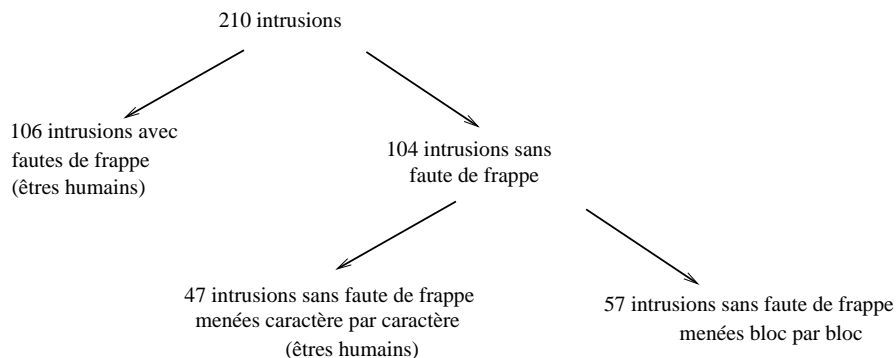 210 intrusions
106 intrusions avec
fautes de frappe
(êtres humains)
104 intrusions sans
faute de frappe
47 intrusions sans faute de frappe
menées caractère par caractère
(êtres humains)
57 intrusions sans faute de frappe
menées bloc par bloc